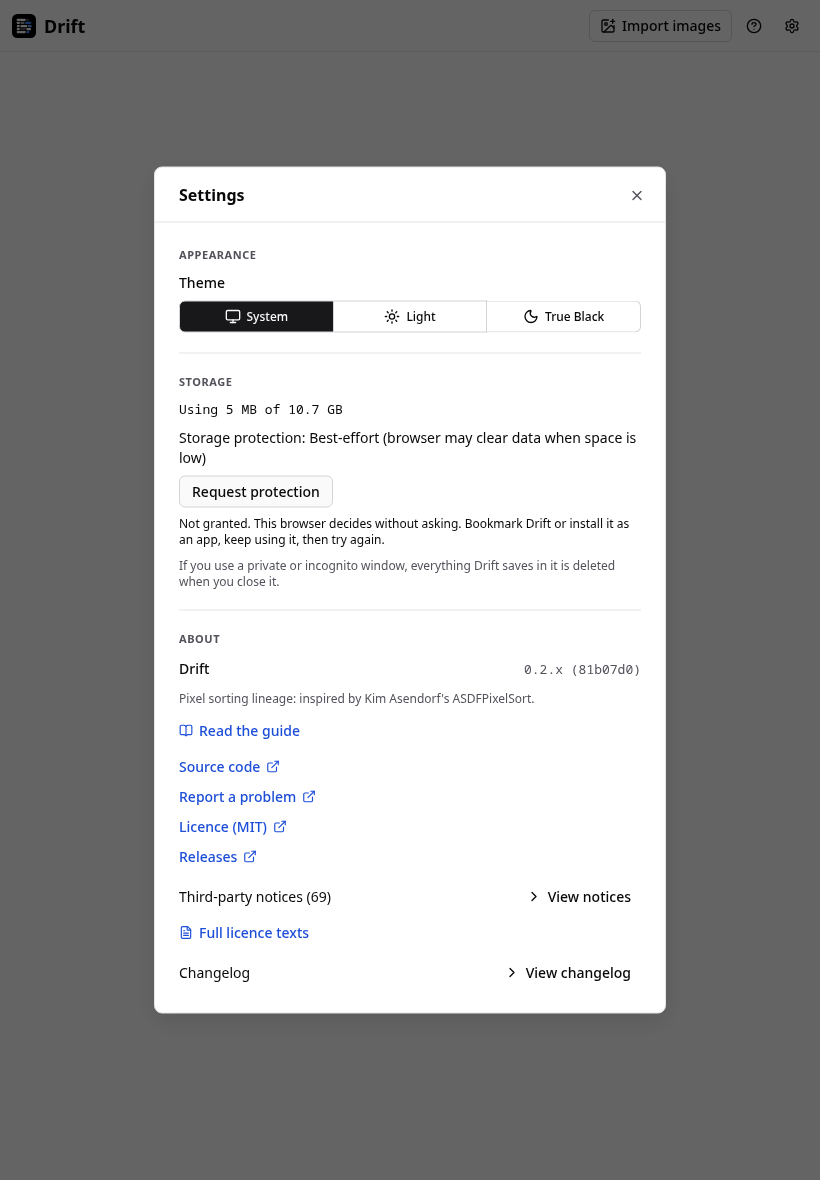 Drift
Import images
Settings
APPEARANCE
Theme
System
Light
True Black
STORAGE
Using 5 MB of 10.7 GB
Storage protection: Best-effort (browser may clear data when space is
low)
Request protection
Not granted. This browser decides without asking. Bookmark Drift or install it as
an app, keep using it, then try again.
If you use a private or incognito window, everything Drift saves in it is deleted
when you close it.
ABOUT
Drift
0.2.x (81b07d0)
Pixel sorting lineage: inspired by Kim Asendorf's ASDFPixelSort.
Read the guide
Source code
Report a problem
Licence (MIT)
Releases
Third-party notices (69)
View notices
Full licence texts
Changelog
View changelog